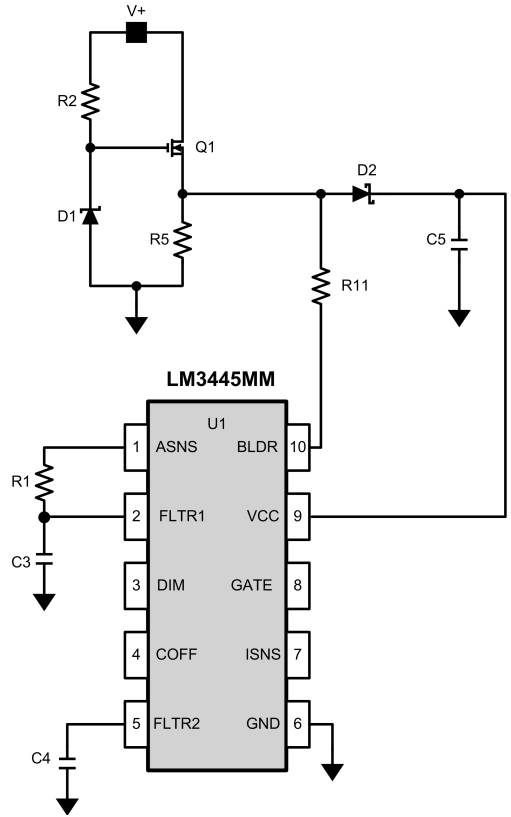 V+
R2
Q1
D2
D1
R5
C5
R11
LM3445MM
U1
1 ASNS BLDR 10
R1
2 FLTR1 VCC 9
C3
3 DIM GATE 8
4 COFF ISNS 7
5 FLTR2 GND 6
C4